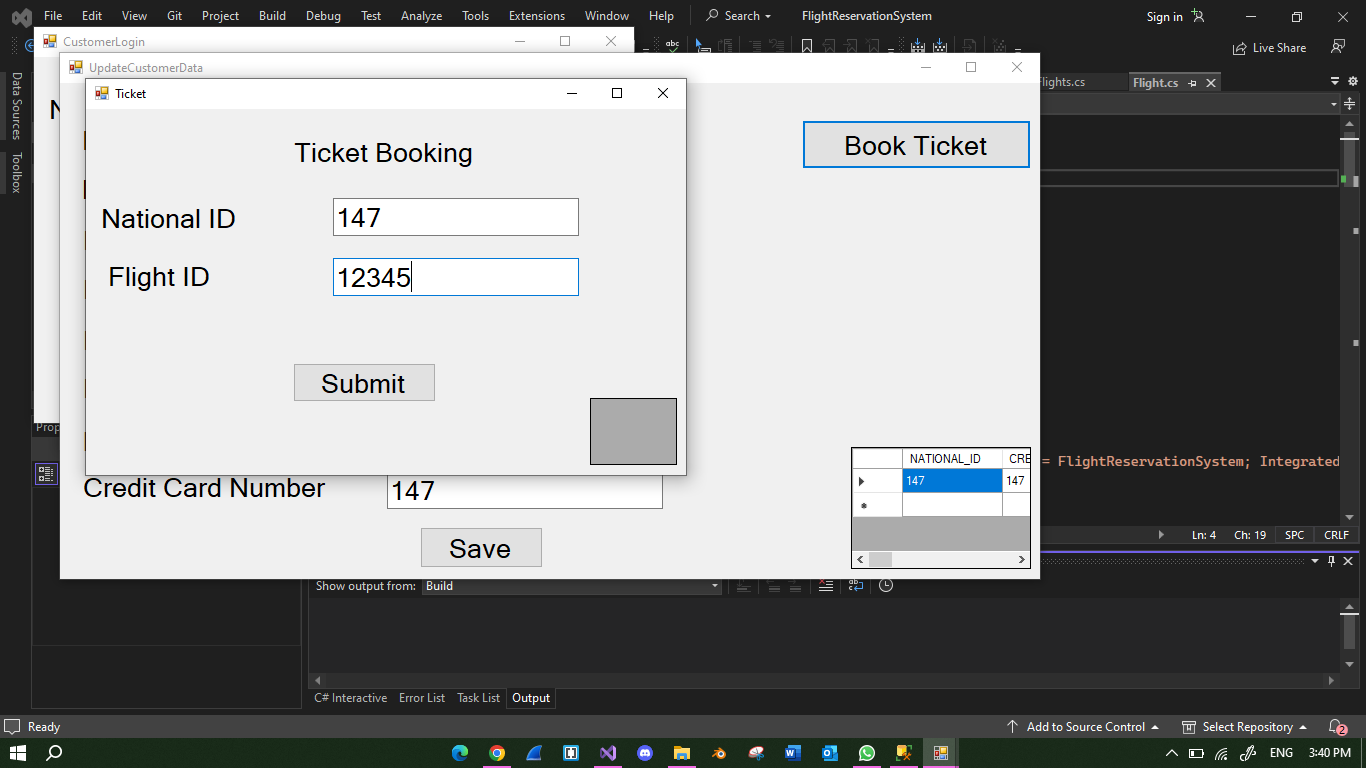 File Edit View Git Project Build Debug Test Analyze Tools Extensions Window Help Search FlightReservationSystem Sign in
CustomerLogin
abc
Live Share
UpdateCustomerData
Data Sources
Toolbox
Flights.cs Flight.cs
Ticket
Book Ticket
Ticket Booking
National ID 147
Flight ID 12345
Submit
Prop
NATIONAL_ID CRE
= FlightReservationSystem; Integrated
147 147
Credit Card Number 147
Save
Ln: 4 Ch: 19 SPC CRLF
Show output from: Build
C# Interactive Error List Task List Output
Ready Add to Source Control Select Repository 2
ENG 3:40 PM